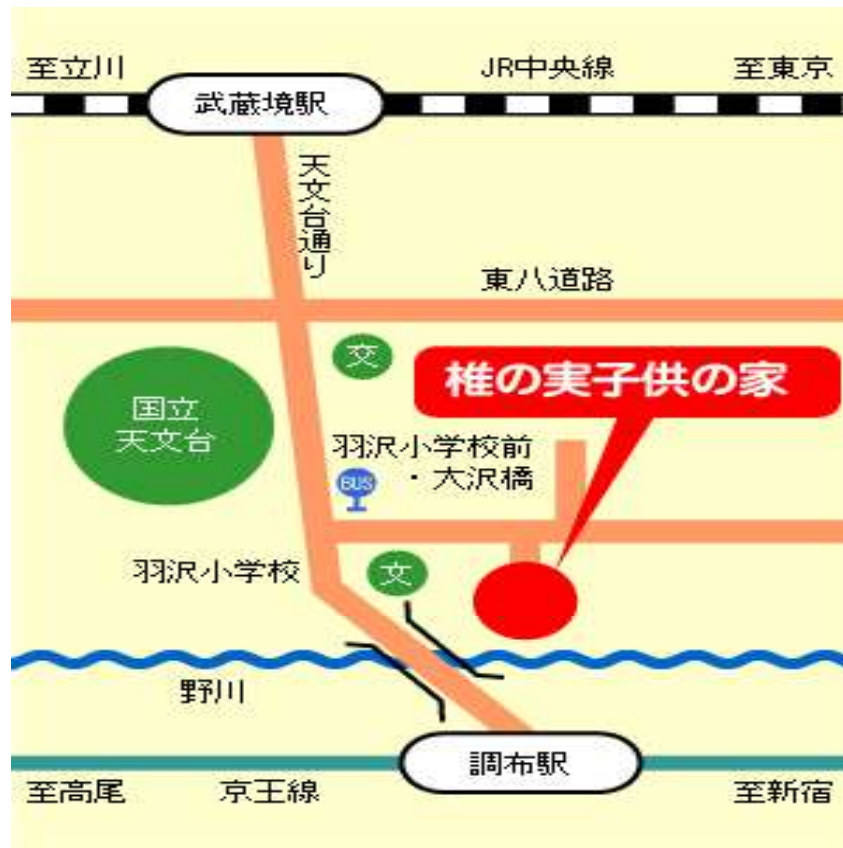 至立川
JR中央線
至東京
武蔵境駅
天文台通り
東八道路
交
椎の実子供の家
国立
天文台
羽沢小学校前
・大沢橋
BUS
羽沢小学校
文
野川
調布駅
至高尾
京王線
至新宿